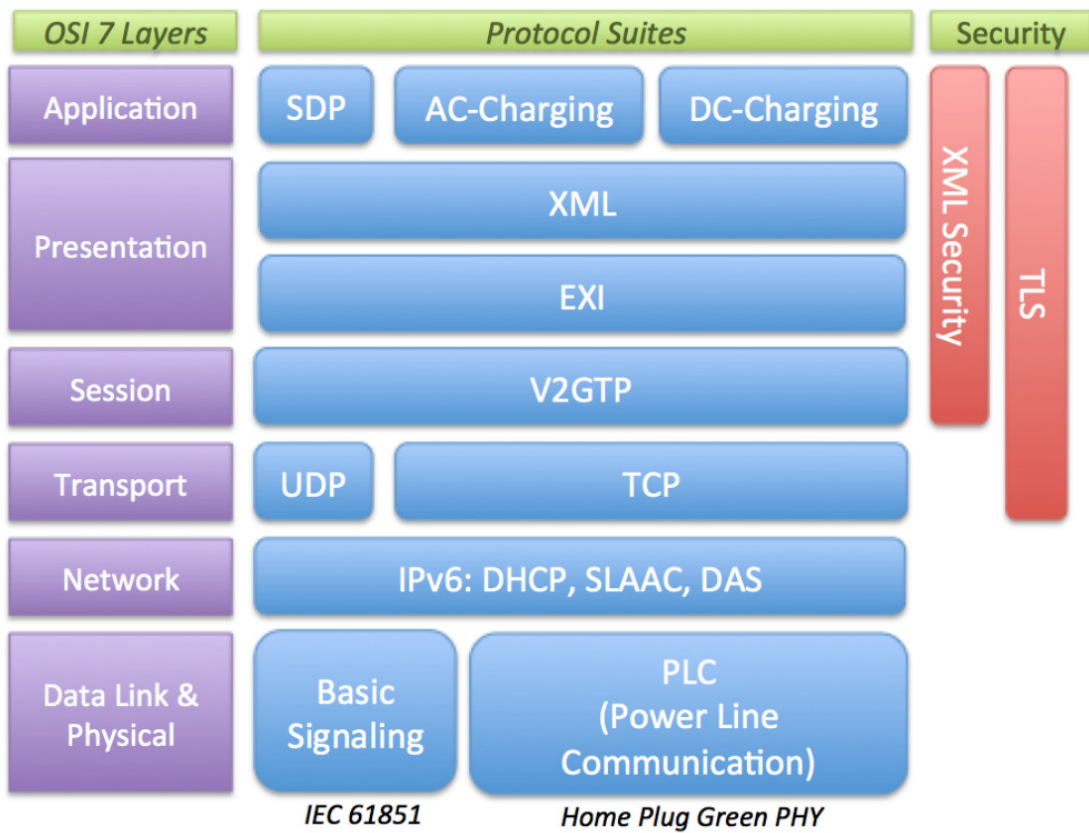 OSI 7 Layers
Protocol Suites
Security
Application
SDP
AC-Charging
DC-Charging
XML Security
TLS
Presentation
XML
EXI
Session
V2GTP
Transport
UDP
TCP
Network
IPv6: DHCP, SLAAC, DAS
Data Link &
Physical
Basic
Signaling
PLC
(Power Line
Communication)
IEC 61851
Home Plug Green PHY